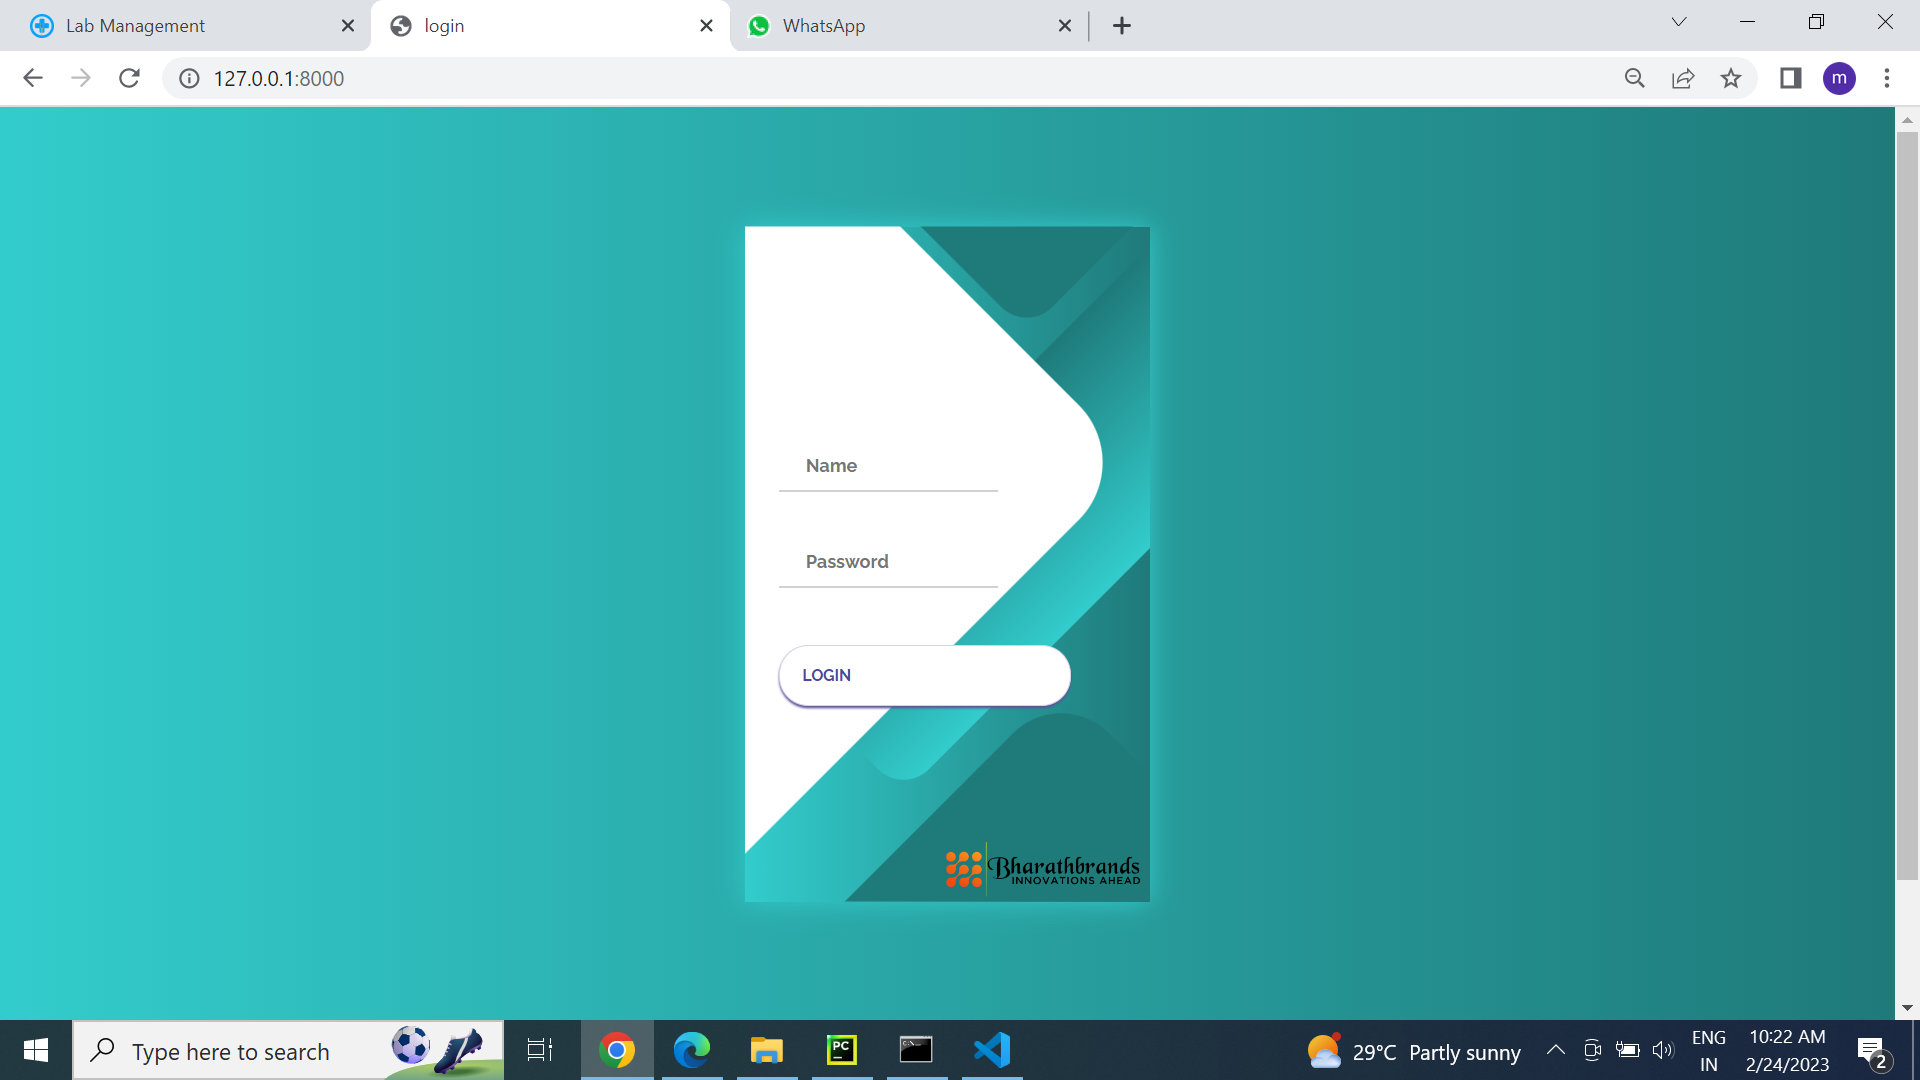 Lab Management
login
WhatsApp
127.0.0.1:8000
m
Name
Password
LOGIN
Bharathbrands
INNOVATIONS AHEAD
Type here to search
PC
29°C Partly sunny
ENG
IN
10:22 AM
2/24/2023
2